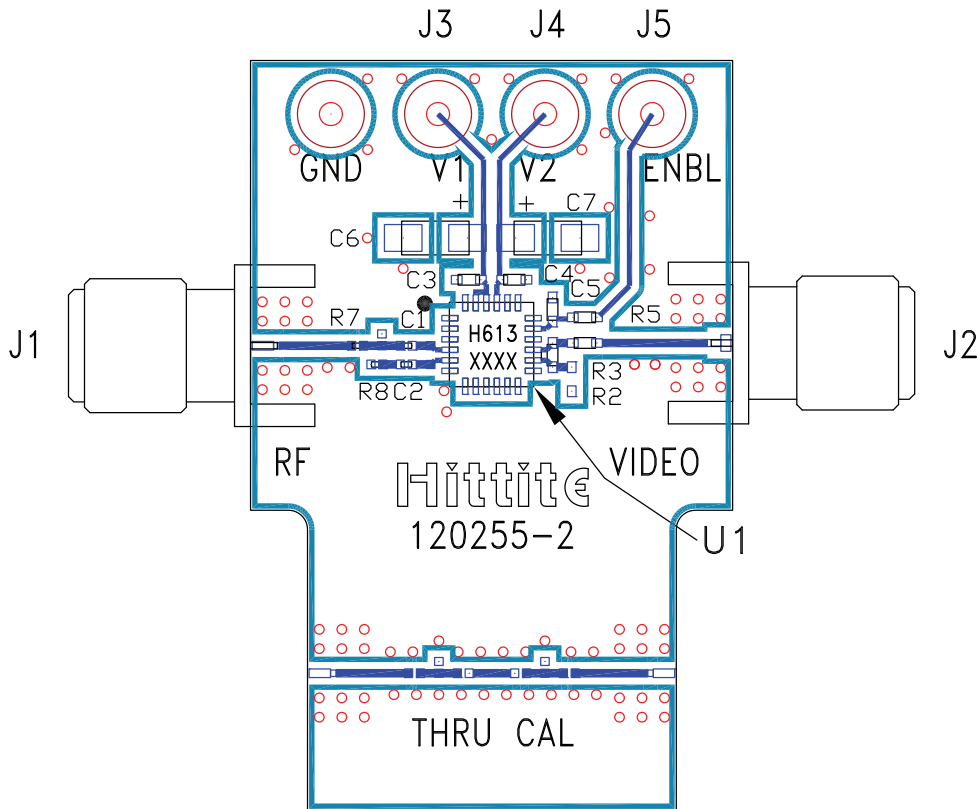 J3 J4 J5
GND V1 V2 ENBL
+ +
C6 C7
C3 C4
C5
R7 C1 R5
H613
XXXX
J1 J2
R8 C2 R3
R2
RF VIDEO
Hittite
120255-2
U1
THRU CAL